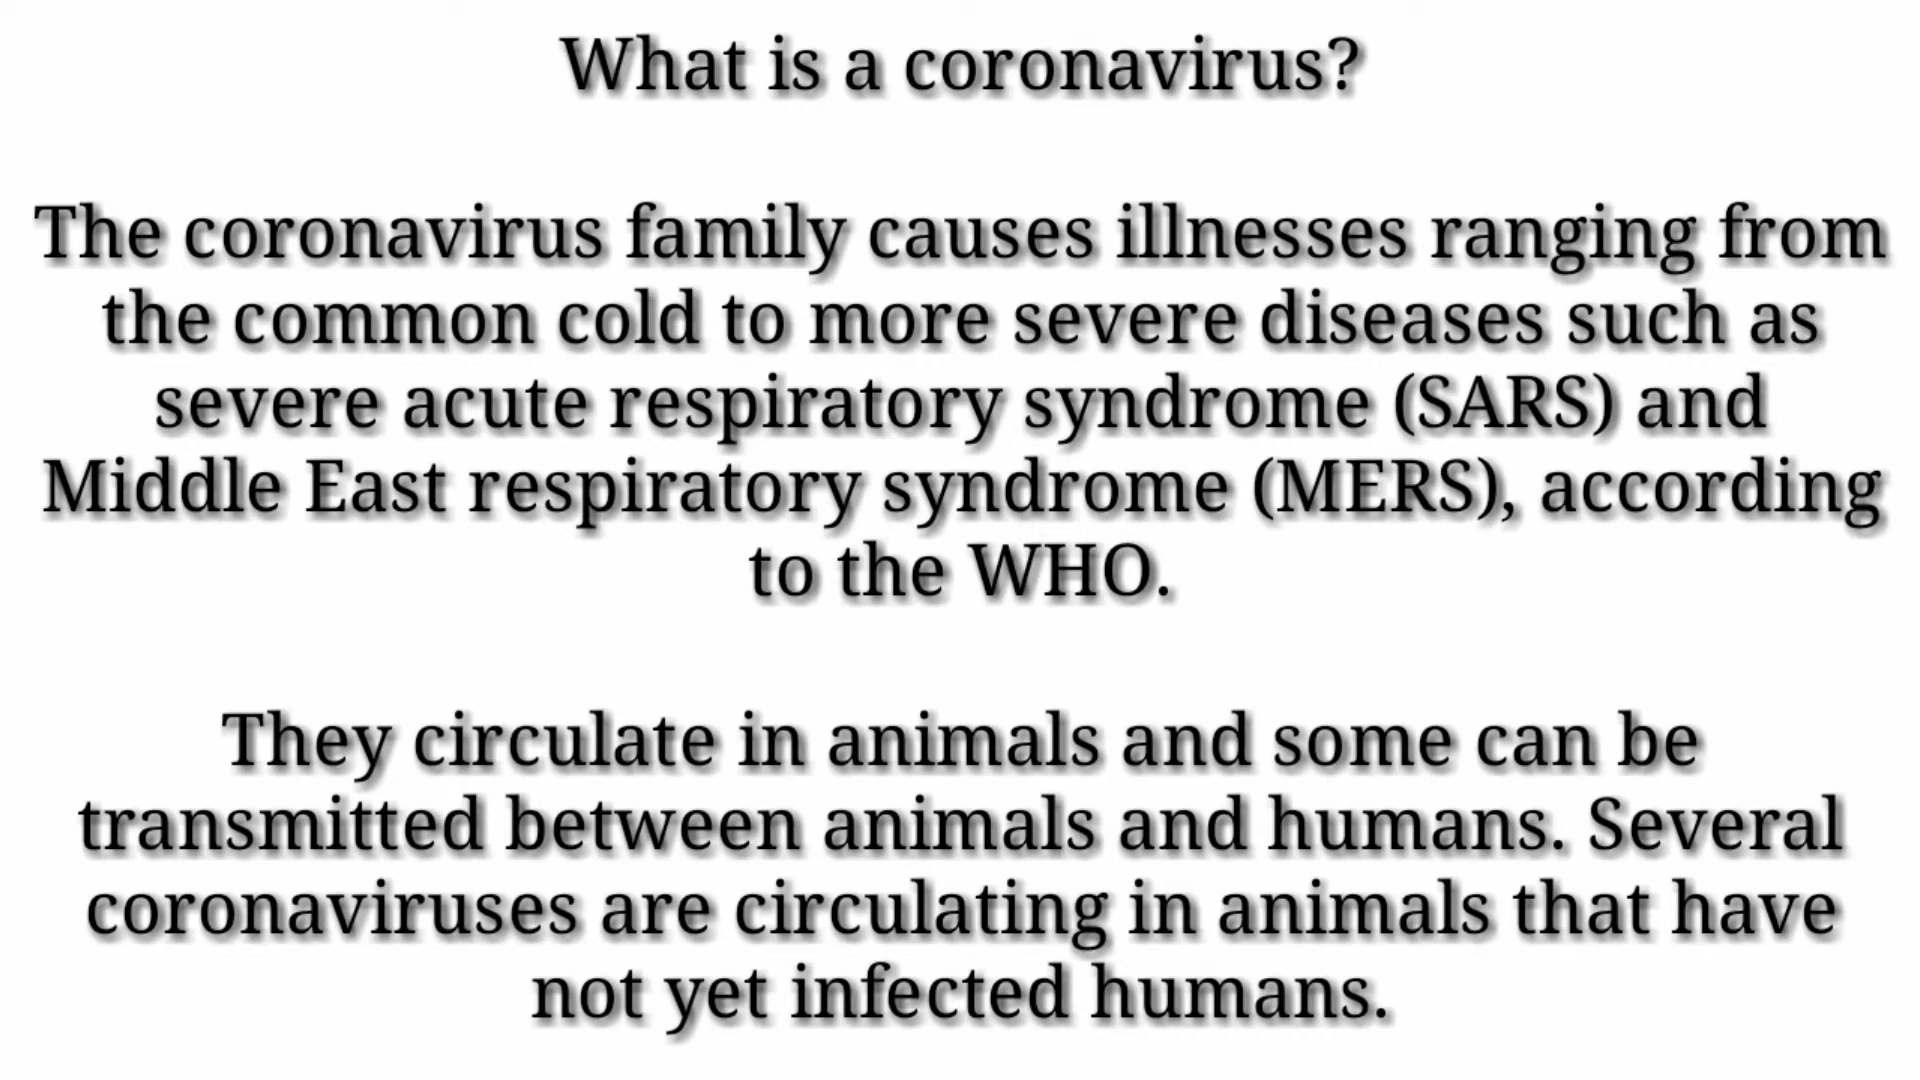 What is a coronavirus?
The coronavirus family causes illnesses ranging from
the common cold to more severe diseases such as
severe acute respiratory syndrome (SARS) and
Middle East respiratory syndrome (MERS), according
to the WHO.
They circulate in animals and some can be
transmitted between animals and humans. Several
coronaviruses are circulating in animals that have
not yet infected humans.